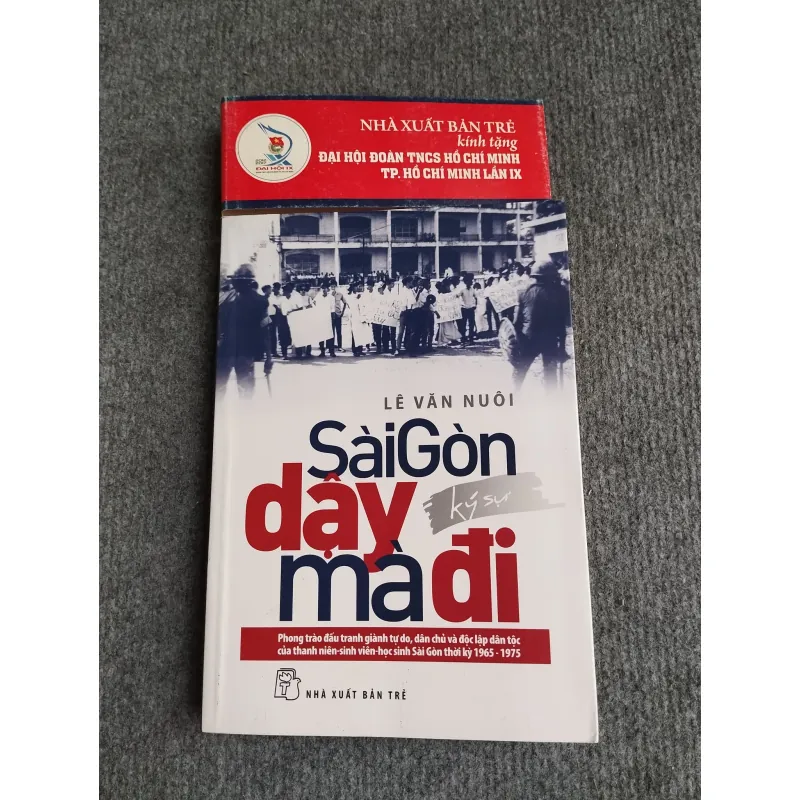 NHÀ XUẤT BẢN TRẺ
kính tặng
ĐẠI HỘI ĐOÀN TNCS HỒ CHÍ MINH
TP. HỒ CHÍ MINH LẦN IX
ĐẠI HỘI IX
LÊ VĂN NUÔI
SàiGòn
dậy
ký sự
mà đi
Phong trào đấu tranh giành tự do, dân chủ và độc lập dân tộc
của thanh niên-sinh viên-học sinh Sài Gòn thời kỳ 1965 - 1975
NHÀ XUẤT BẢN TRẺ